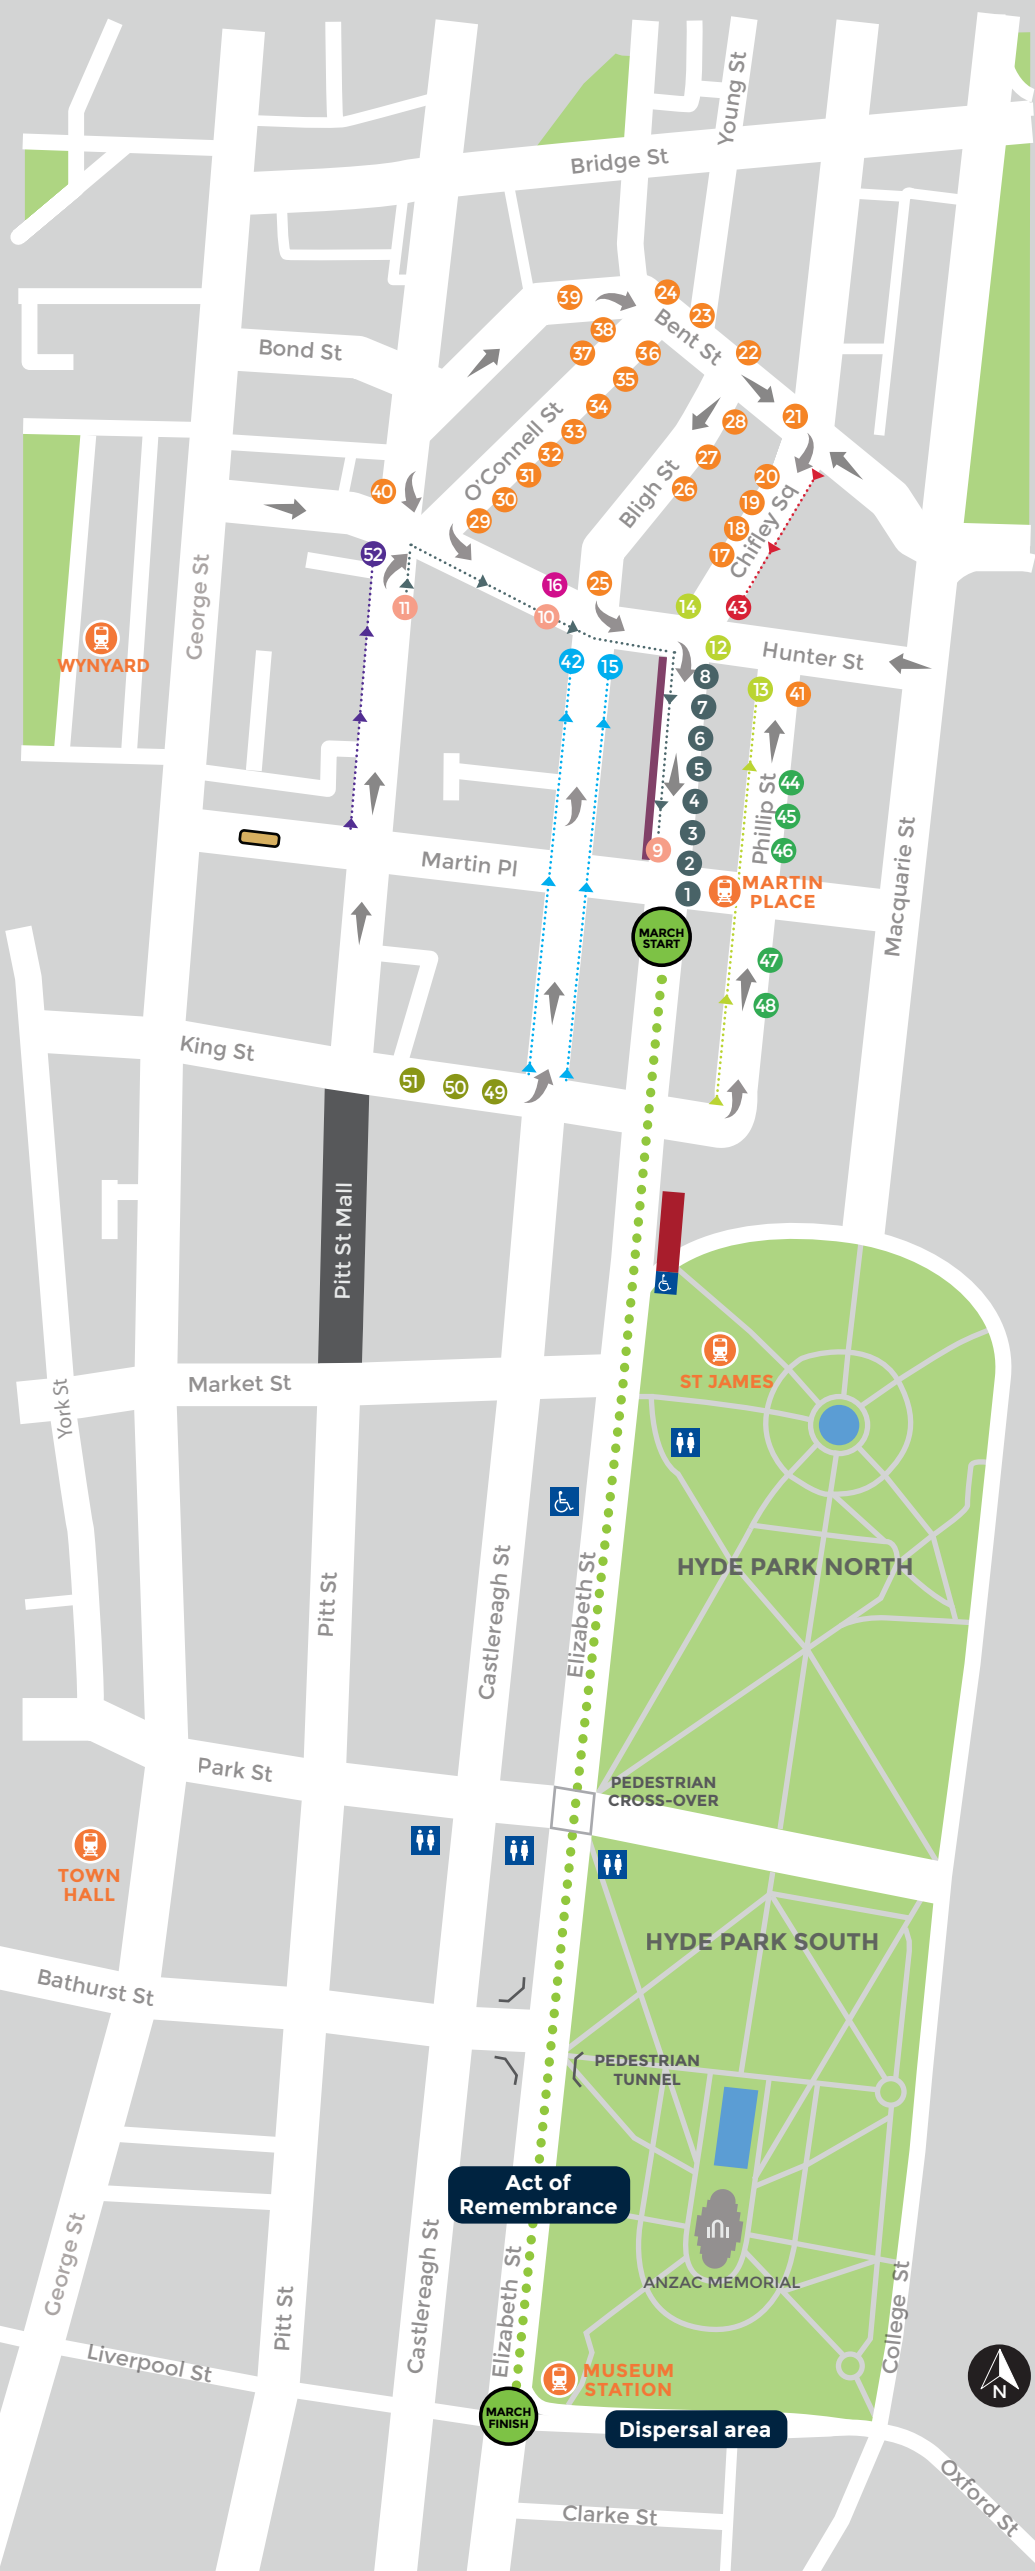 Young St
Bridge St
39
24
23
38
Bent St
Bond St
37
36
22
35
34
21
O'Connell St
28
33
32
27
31
20
Bligh St
40
26
30
19
Chifley Sq
29
18
52
17
16
25
George St
11
10
14
43
WYNYARD
12
Hunter St
42
15
8
13
41
7
6
5
44
4
Phillip St
45
3
46
Martin Pl
9
2
1
MARTIN
PLACE
Macquarie St
MARCH
START
47
48
King St
51
50
49
Pitt St Mall
ST JAMES
Market St
York St
HYDE PARK NORTH
Pitt St
Castlereagh St
Elizabeth St
Park St
PEDESTRIAN
CROSS-OVER
TOWN
HALL
HYDE PARK SOUTH
Bathurst St
PEDESTRIAN
TUNNEL
Act of
Remembrance
George St
Pitt St
Castlereagh St
Elizabeth St
ANZAC MEMORIAL
College St
Liverpool St
MUSEUM
STATION
N
MARCH
FINISH
Dispersal area
Oxford St
Clarke St